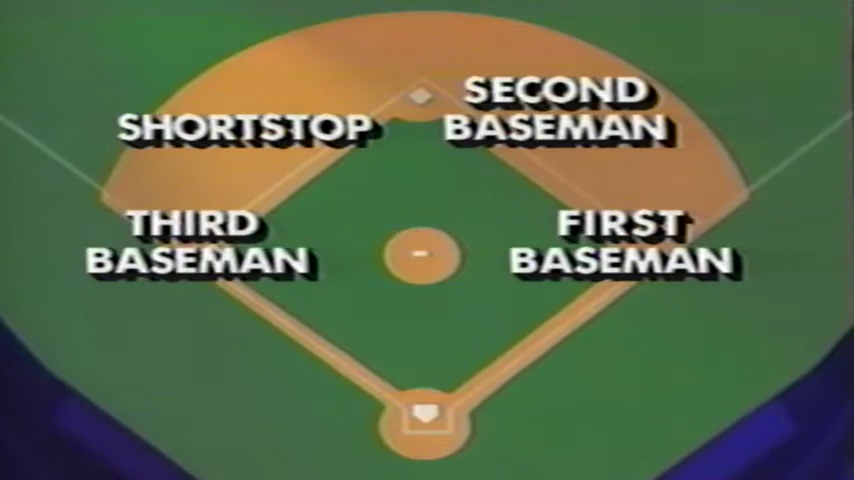 SECOND
BASEMAN
SHORTSTOP
THIRD
BASEMAN
FIRST
BASEMAN